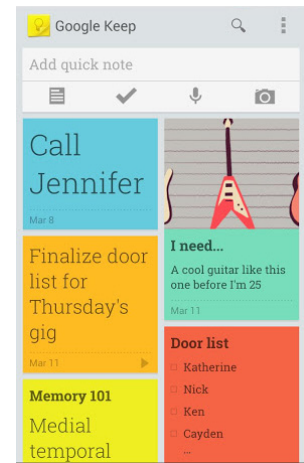 Google Keep
Add quick note
Call
Jennifer
Mar 8
Finalize door
list for
Thursday's
gig
Mar 11
Memory 101
Medial
temporal
I need...
A cool guitar like this
one before I'm 25
Mar 11
Door list
Katherine
Nick
Ken
Cayden
...